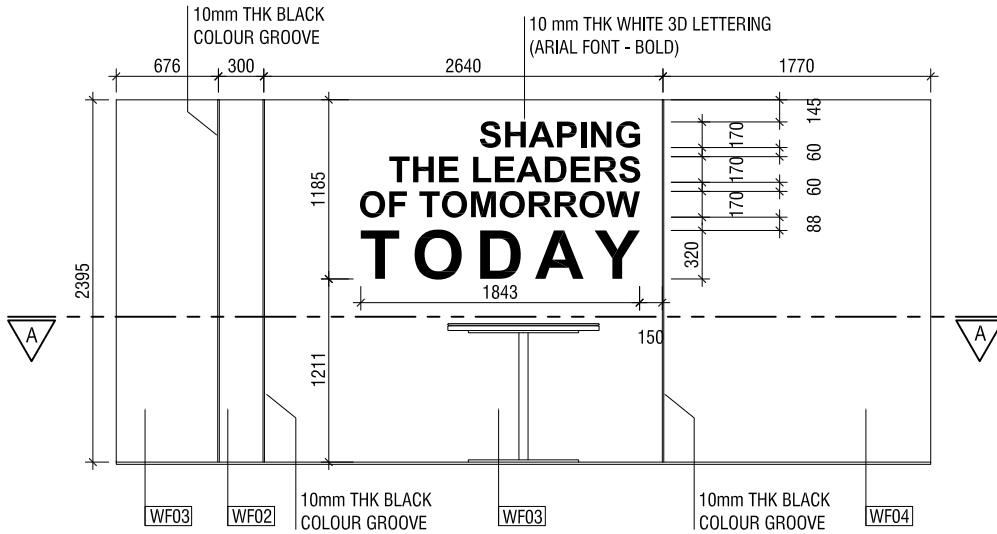 10mm THK BLACK
COLOUR GROOVE
10 mm THK WHITE 3D LETTERING
(ARIAL FONT - BOLD)
676
300
2640
1770
SHAPING
THE LEADERS
OF TOMORROW
TODAY
145
170
60
170
60
170
88
320
1185
2395
1843
150
1211
A
A
10mm THK BLACK
COLOUR GROOVE
10mm THK BLACK
COLOUR GROOVE
WF03
WF02
WF03
WF04